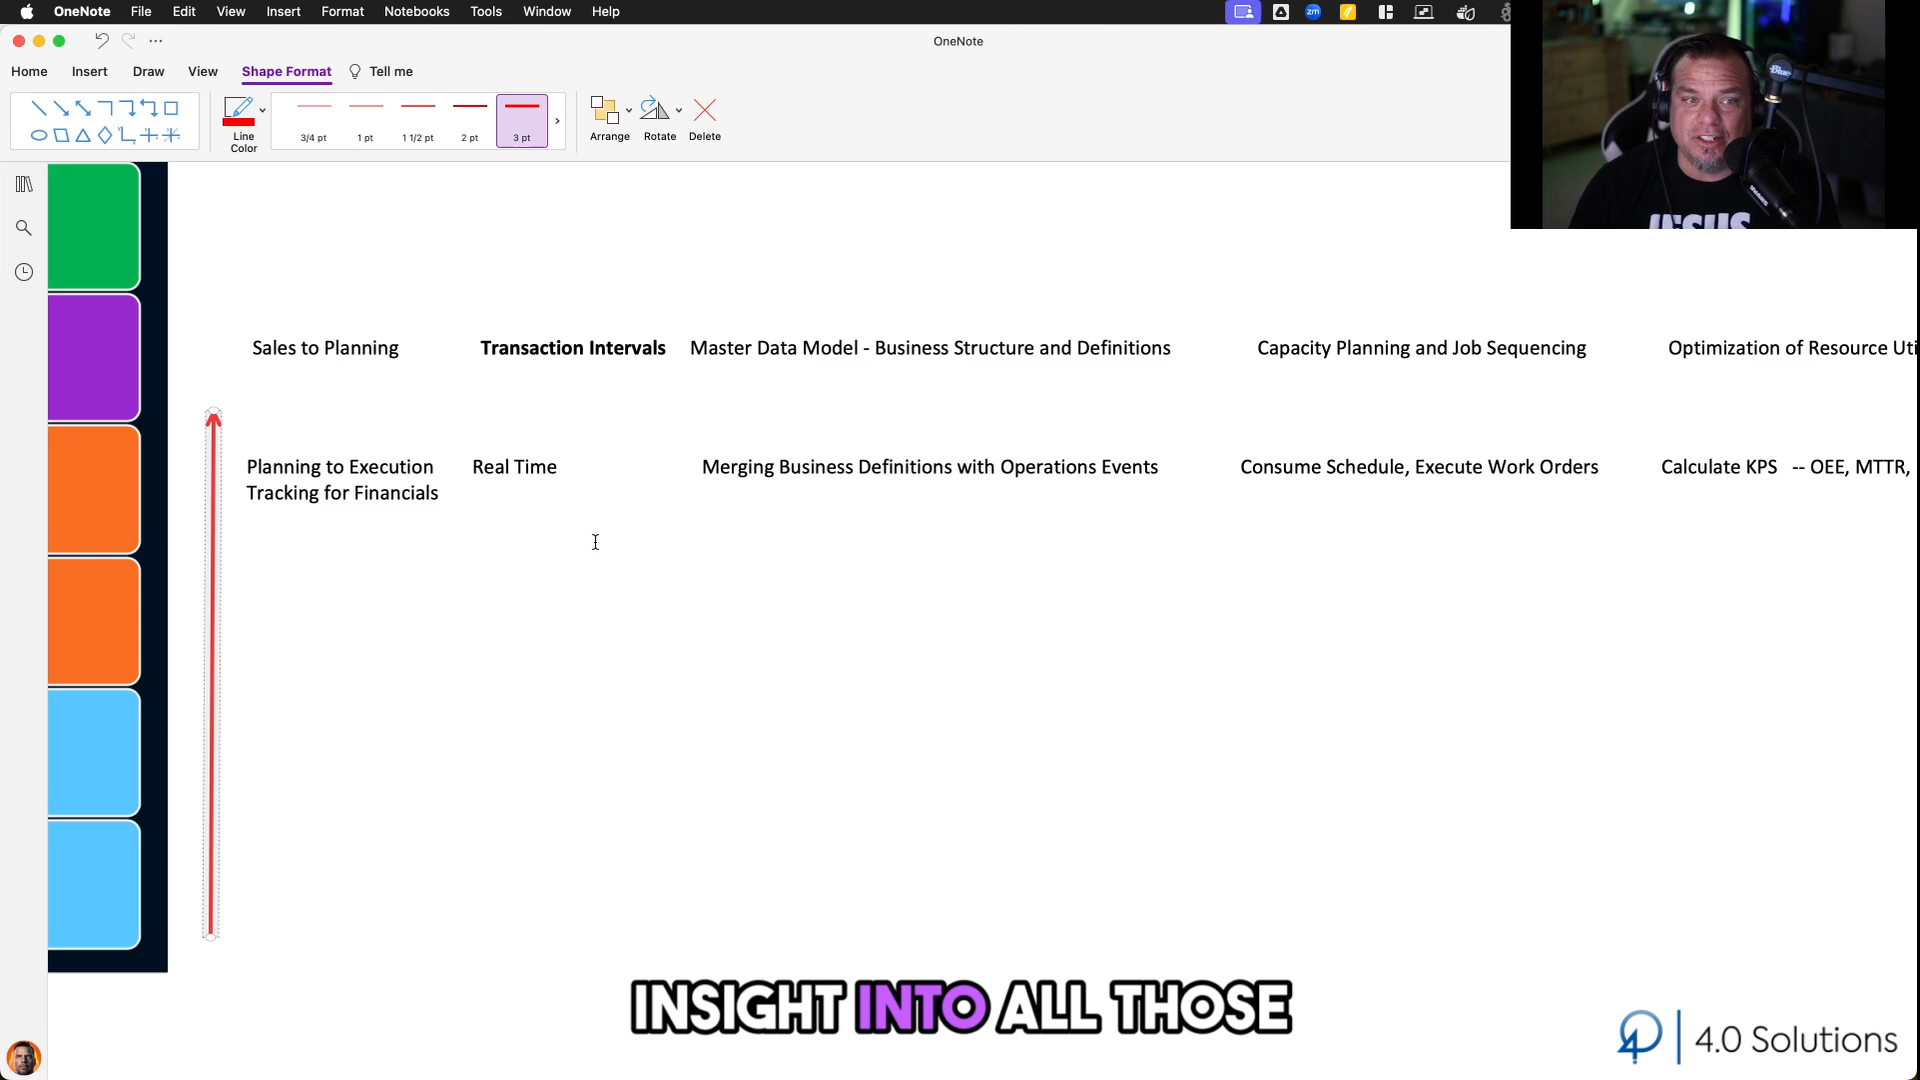 OneNote File Edit View Insert Format Notebooks Tools Window Help
zm
OneNote
Home Insert Draw View Shape Format Tell me
Line
Color
3/4 pt 1 pt 1 1/2 pt 2 pt 3 pt
Arrange Rotate Delete
Blue
JESUS
Sales to Planning Transaction Intervals Master Data Model - Business Structure and Definitions Capacity Planning and Job Sequencing Optimization of Resource Uti
Planning to Execution Real Time Merging Business Definitions with Operations Events Consume Schedule, Execute Work Orders Calculate KPS -- OEE, MTTR,
Tracking for Financials
INSIGHT INTO ALL THOSE
4.0 Solutions